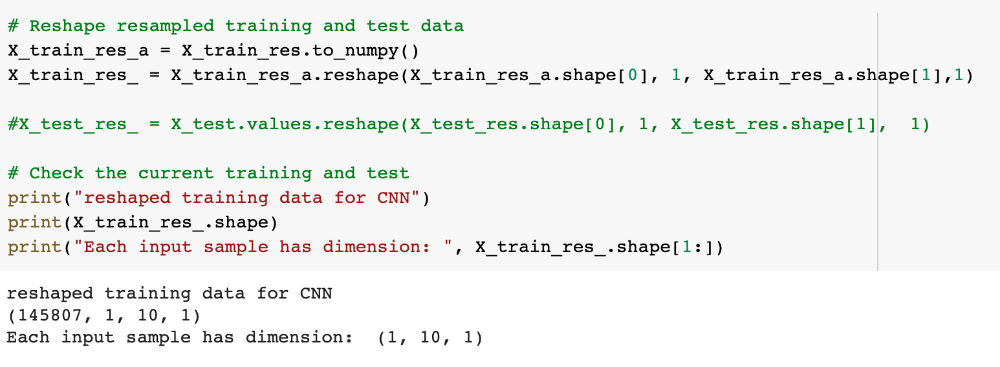 # Reshape resampled training and test data
X_train_res_a = X_train_res.to_numpy()
X_train_res_ = X_train_res_a.reshape(X_train_res_a.shape[0], 1, X_train_res_a.shape[1],1)
#X_test_res_ = X_test.values.reshape(X_test_res.shape[0], 1, X_test_res.shape[1],  1)
# Check the current training and test
print("reshaped training data for CNN")
print(X_train_res_.shape)
print("Each input sample has dimension: ", X_train_res_.shape[1:])
reshaped training data for CNN
(145807, 1, 10, 1)
Each input sample has dimension:  (1, 10, 1)